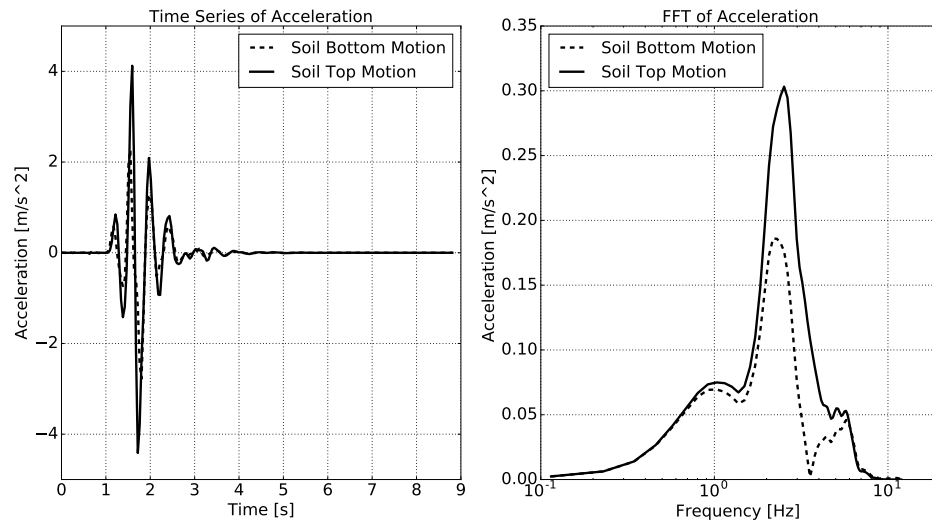 Time Series of Acceleration
Soil Bottom Motion
Soil Top Motion
Acceleration [m/s^2]
4
2
0
−2
−4
0 1 2 3 4 5 6 7 8 9
Time [s]
FFT of Acceleration
Soil Bottom Motion
Soil Top Motion
Acceleration [m/s^2]
0.35
0.30
0.25
0.20
0.15
0.10
0.05
0.00
10^-1 10^0 10^1
Frequency [Hz]